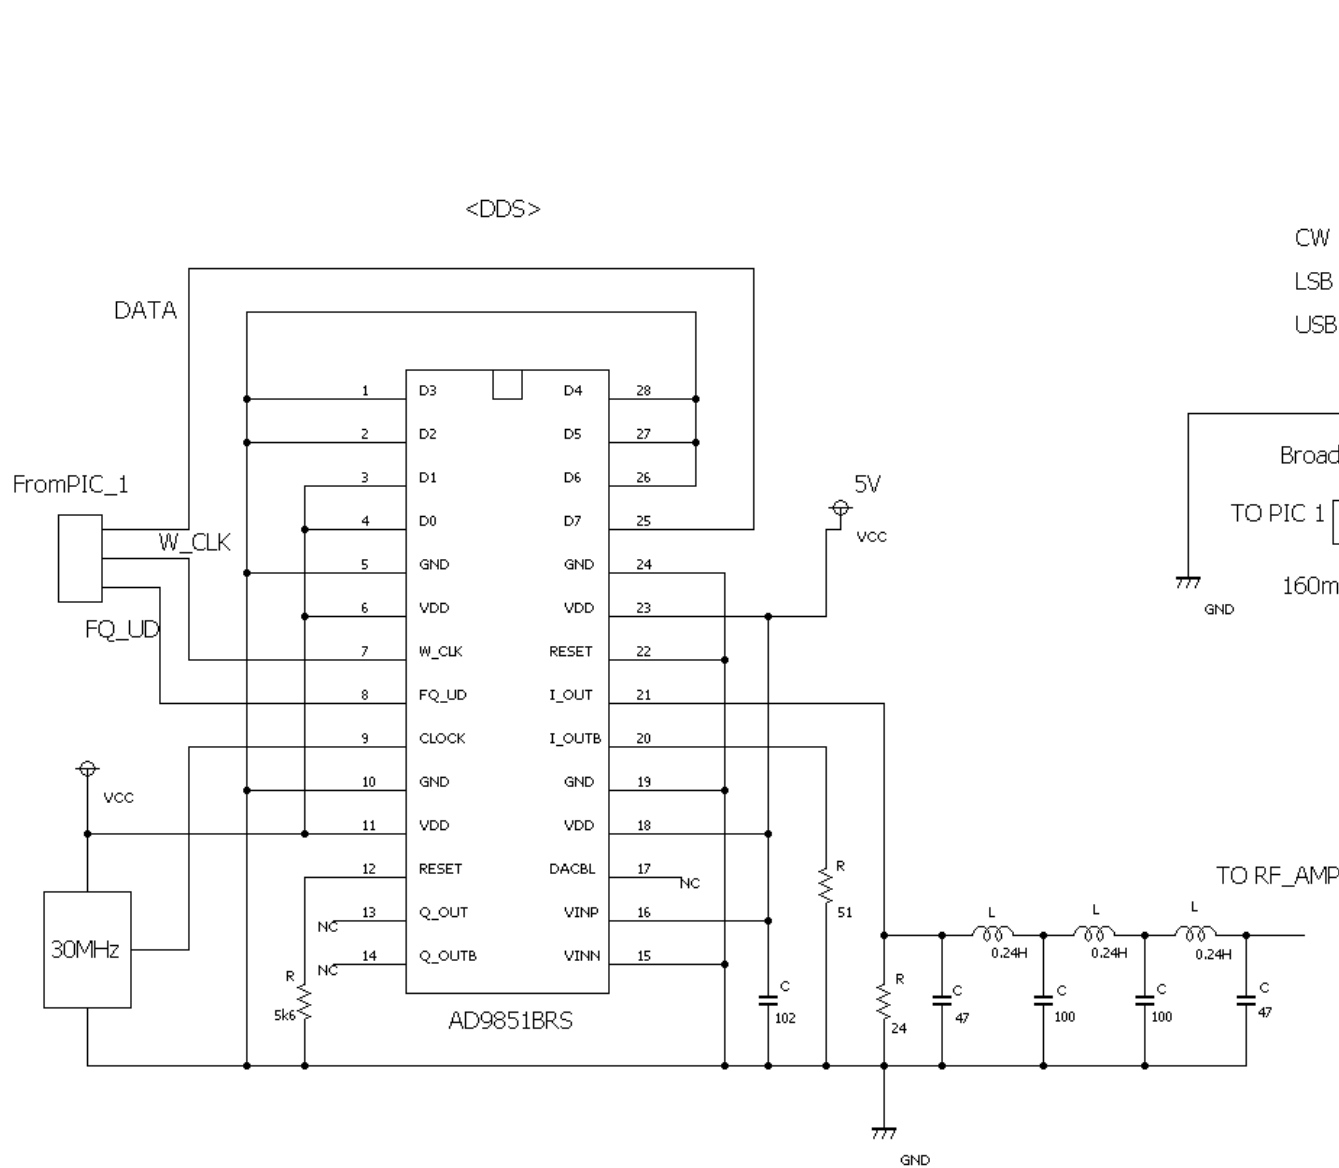 <DDS>
CW
LSB
USB
DATA
FromPIC_1
W_CLK
FQ_UD
5V
VCC
Broad
TO PIC 1
160m
GND
1 D3 D4 28
2 D2 D5 27
3 D1 D6 26
4 D0 D7 25
5 GND GND 24
6 VDD VDD 23
7 W_CLK RESET 22
8 FQ_UD I_OUT 21
9 CLOCK I_OUTB 20
10 GND GND 19
11 VDD VDD 18
12 RESET DACBL 17
13 Q_OUT VINP 16
14 Q_OUTB VINN 15
VCC
30MHz
NC
NC
NC
R
5k6
AD9851BRS
C
102
R
51
TO RF_AMP
L
0.24H
L
0.24H
L
0.24H
R
24
C
47
C
100
C
100
C
47
GND